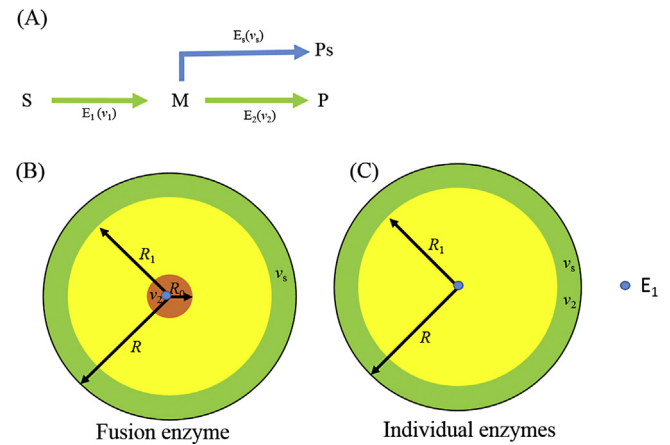 (A)
Es(vs)
Ps
S
E1(v1)
M
E2(v2)
P
(B)
(C)
R1
R0
v2
vs
R
R1
vs
v2
R
E1
Fusion enzyme
Individual enzymes